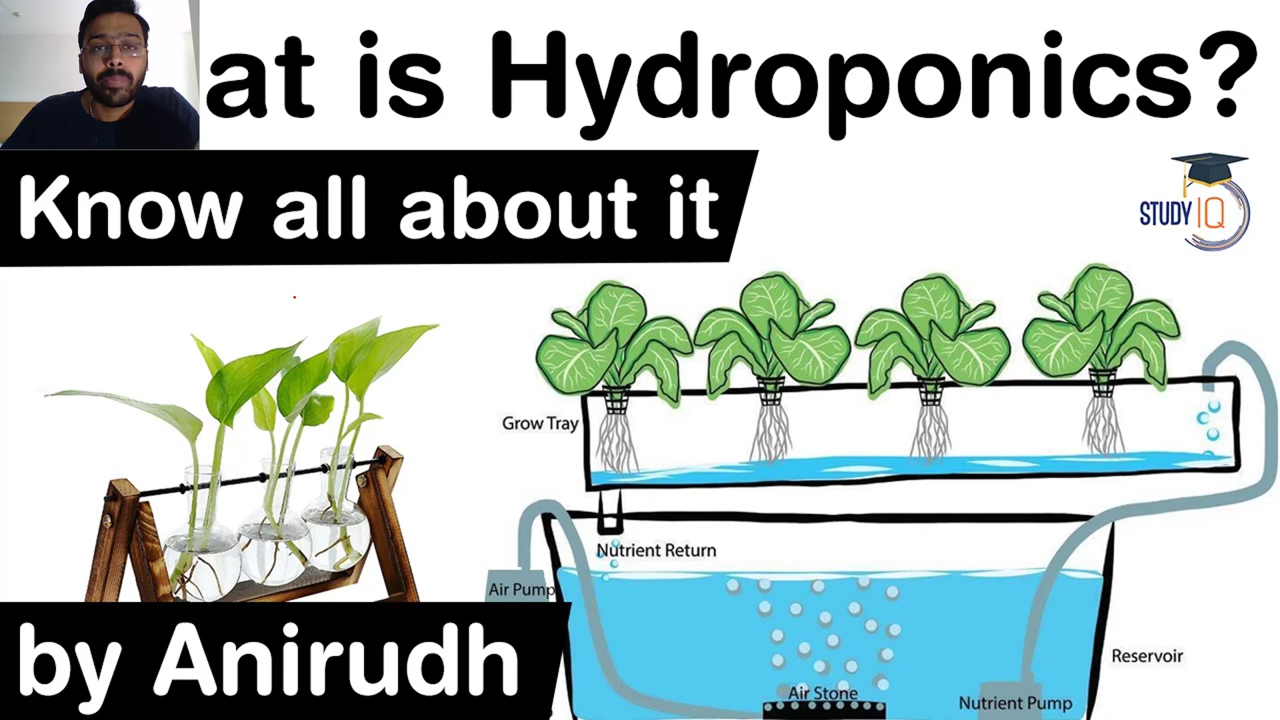 at is Hydroponics?
Know all about it
STUDY IQ
Grow Tray
Nutrient Return
Air Pump
Reservoir
Air Stone
Nutrient Pump
by Anirudh